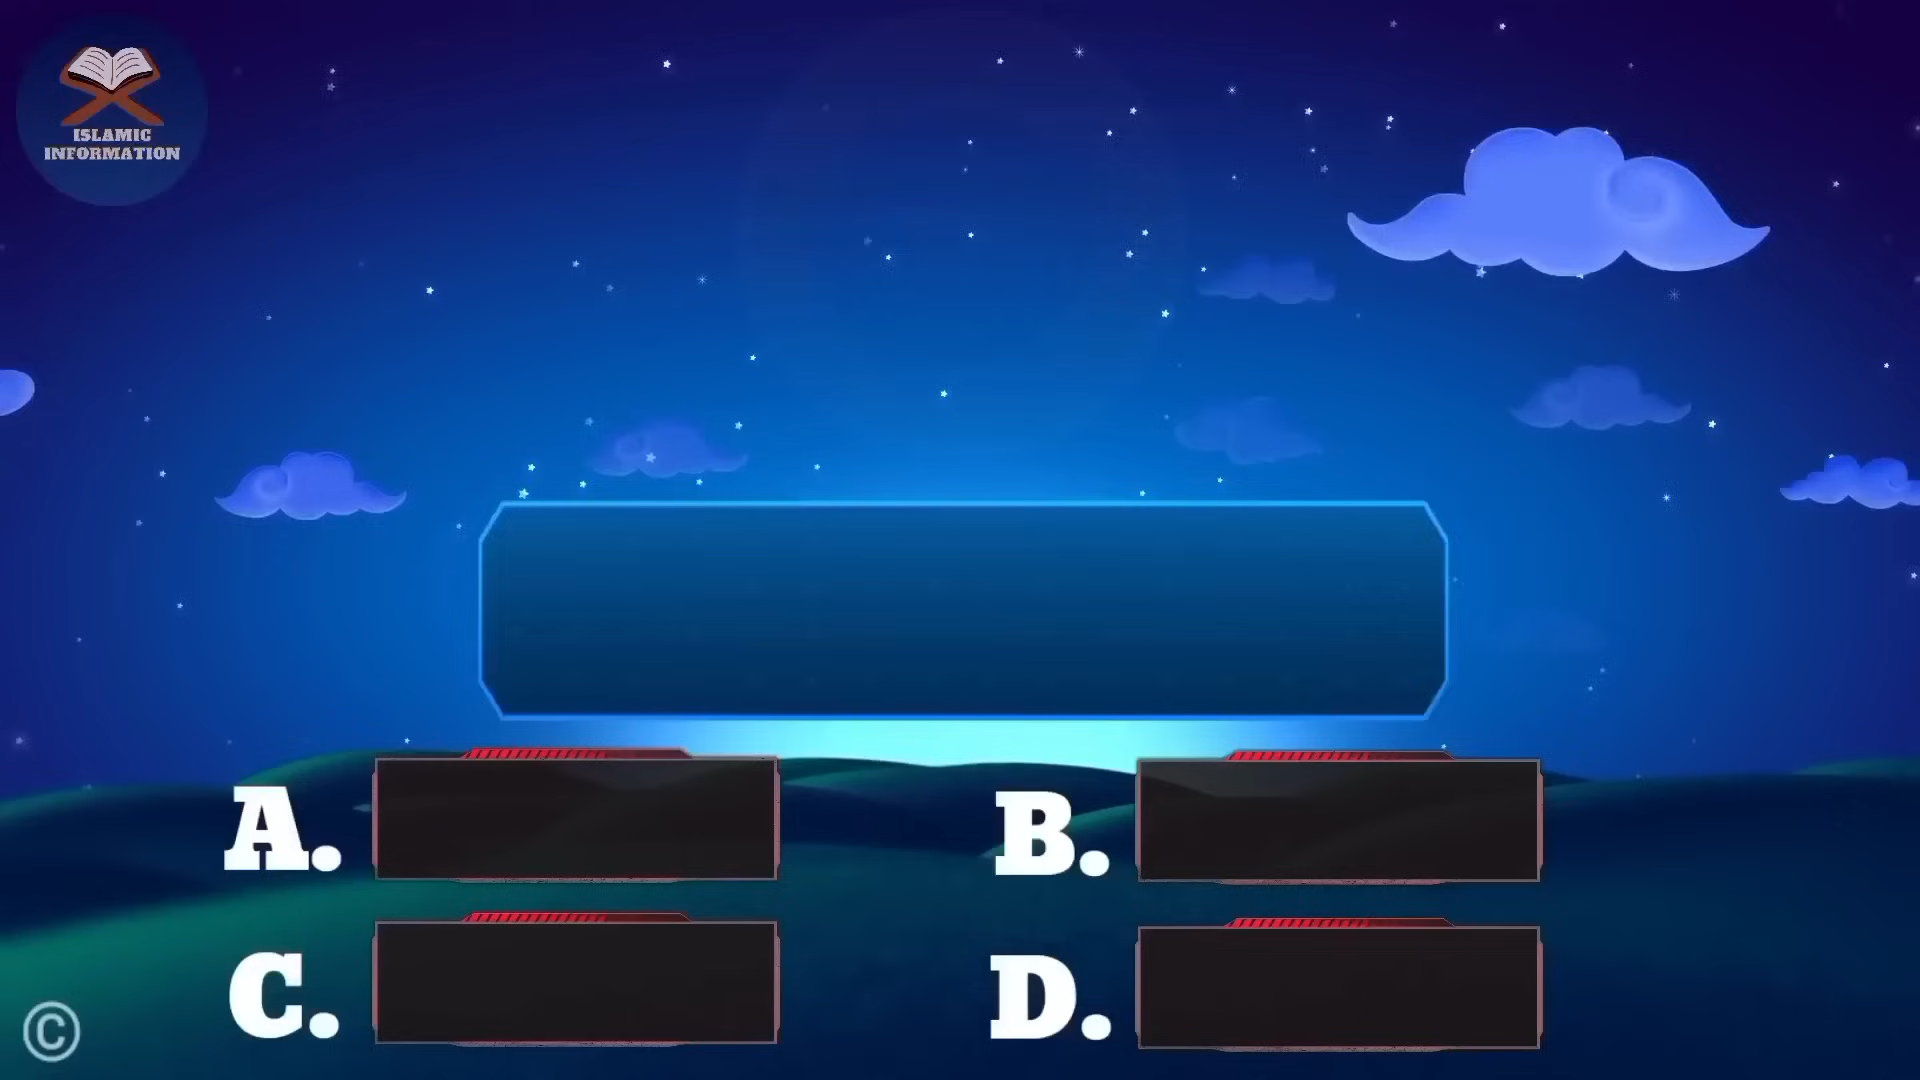 ISLAMIC
INFORMATION
A.
B.
C.
D.
©